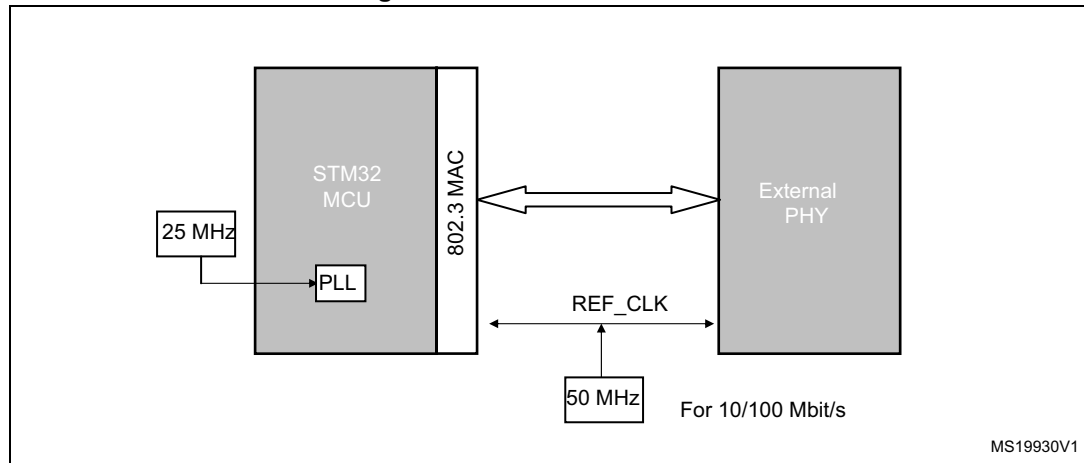 STM32
MCU
802.3 MAC
External
PHY
25 MHz
PLL
REF_CLK
50 MHz
For 10/100 Mbit/s
MS19930V1